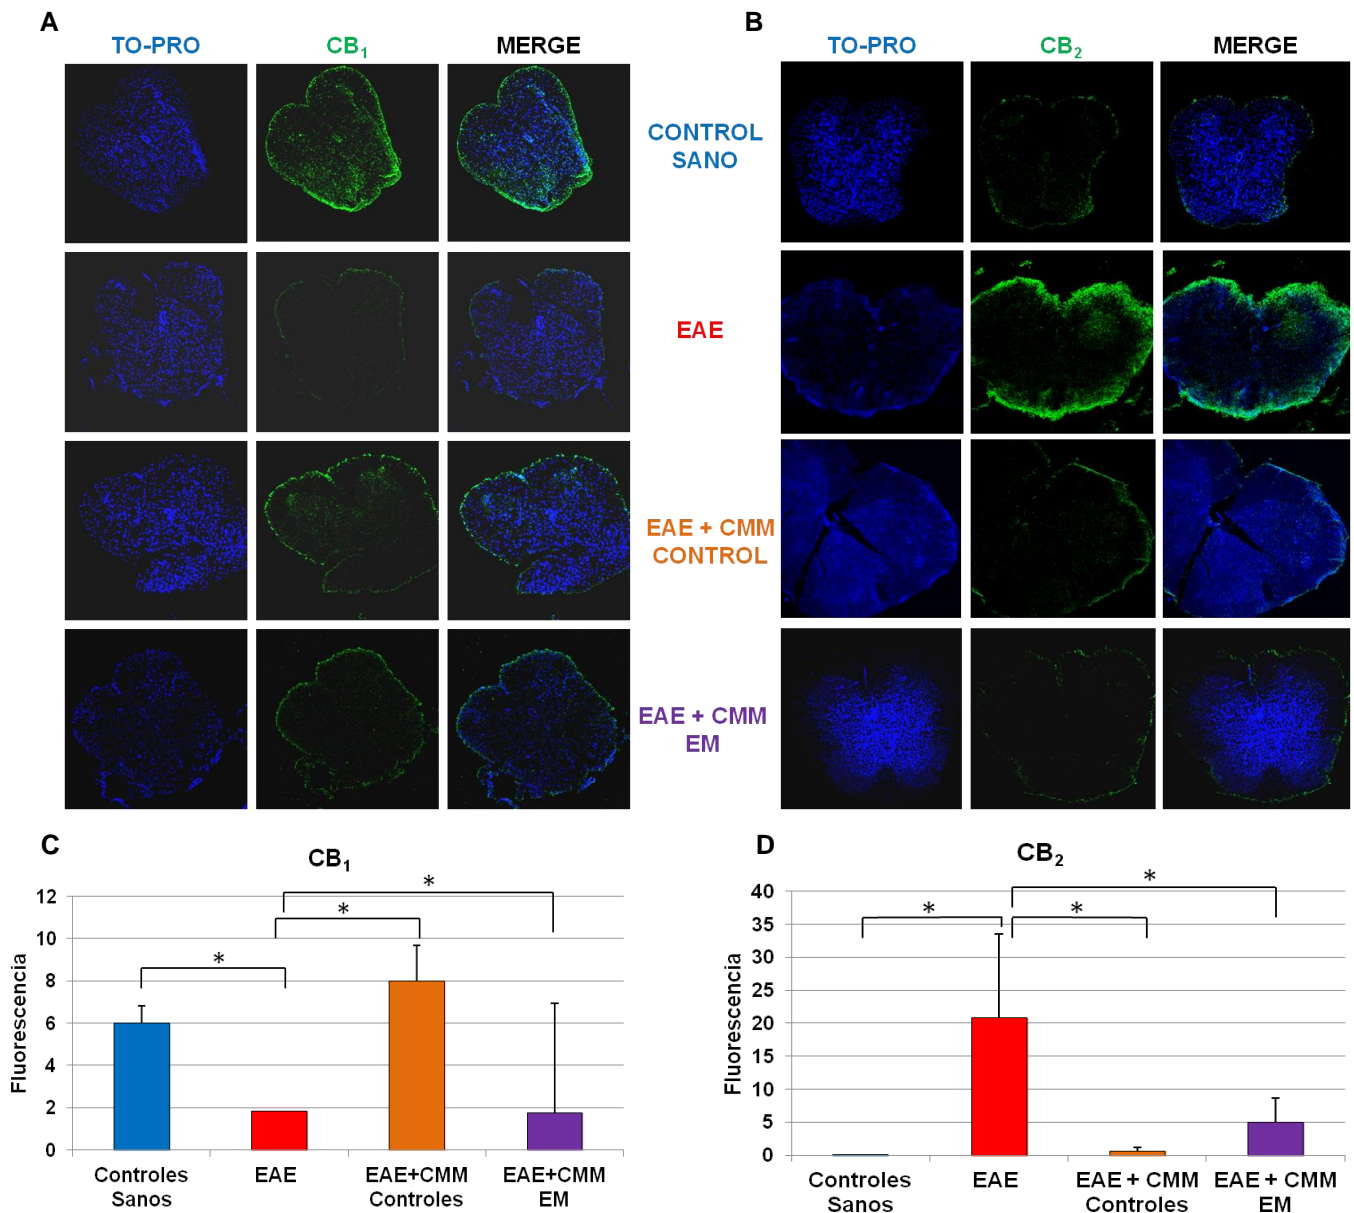 A
TO-PRO
CB1
MERGE
B
TO-PRO
CB2
MERGE
CONTROL
SANO
EAE
EAE + CMM
CONTROL
EAE + CMM
EM
C
CB1
Fluorescencia
12
10
8
6
4
2
0
*
*
*
Controles
Sanos
EAE
EAE+CMM
Controles
EAE+CMM
EM
D
CB2
Fluorescencia
40
35
30
25
20
15
10
5
0
*
*
*
Controles
Sanos
EAE
EAE + CMM
Controles
EAE + CMM
EM